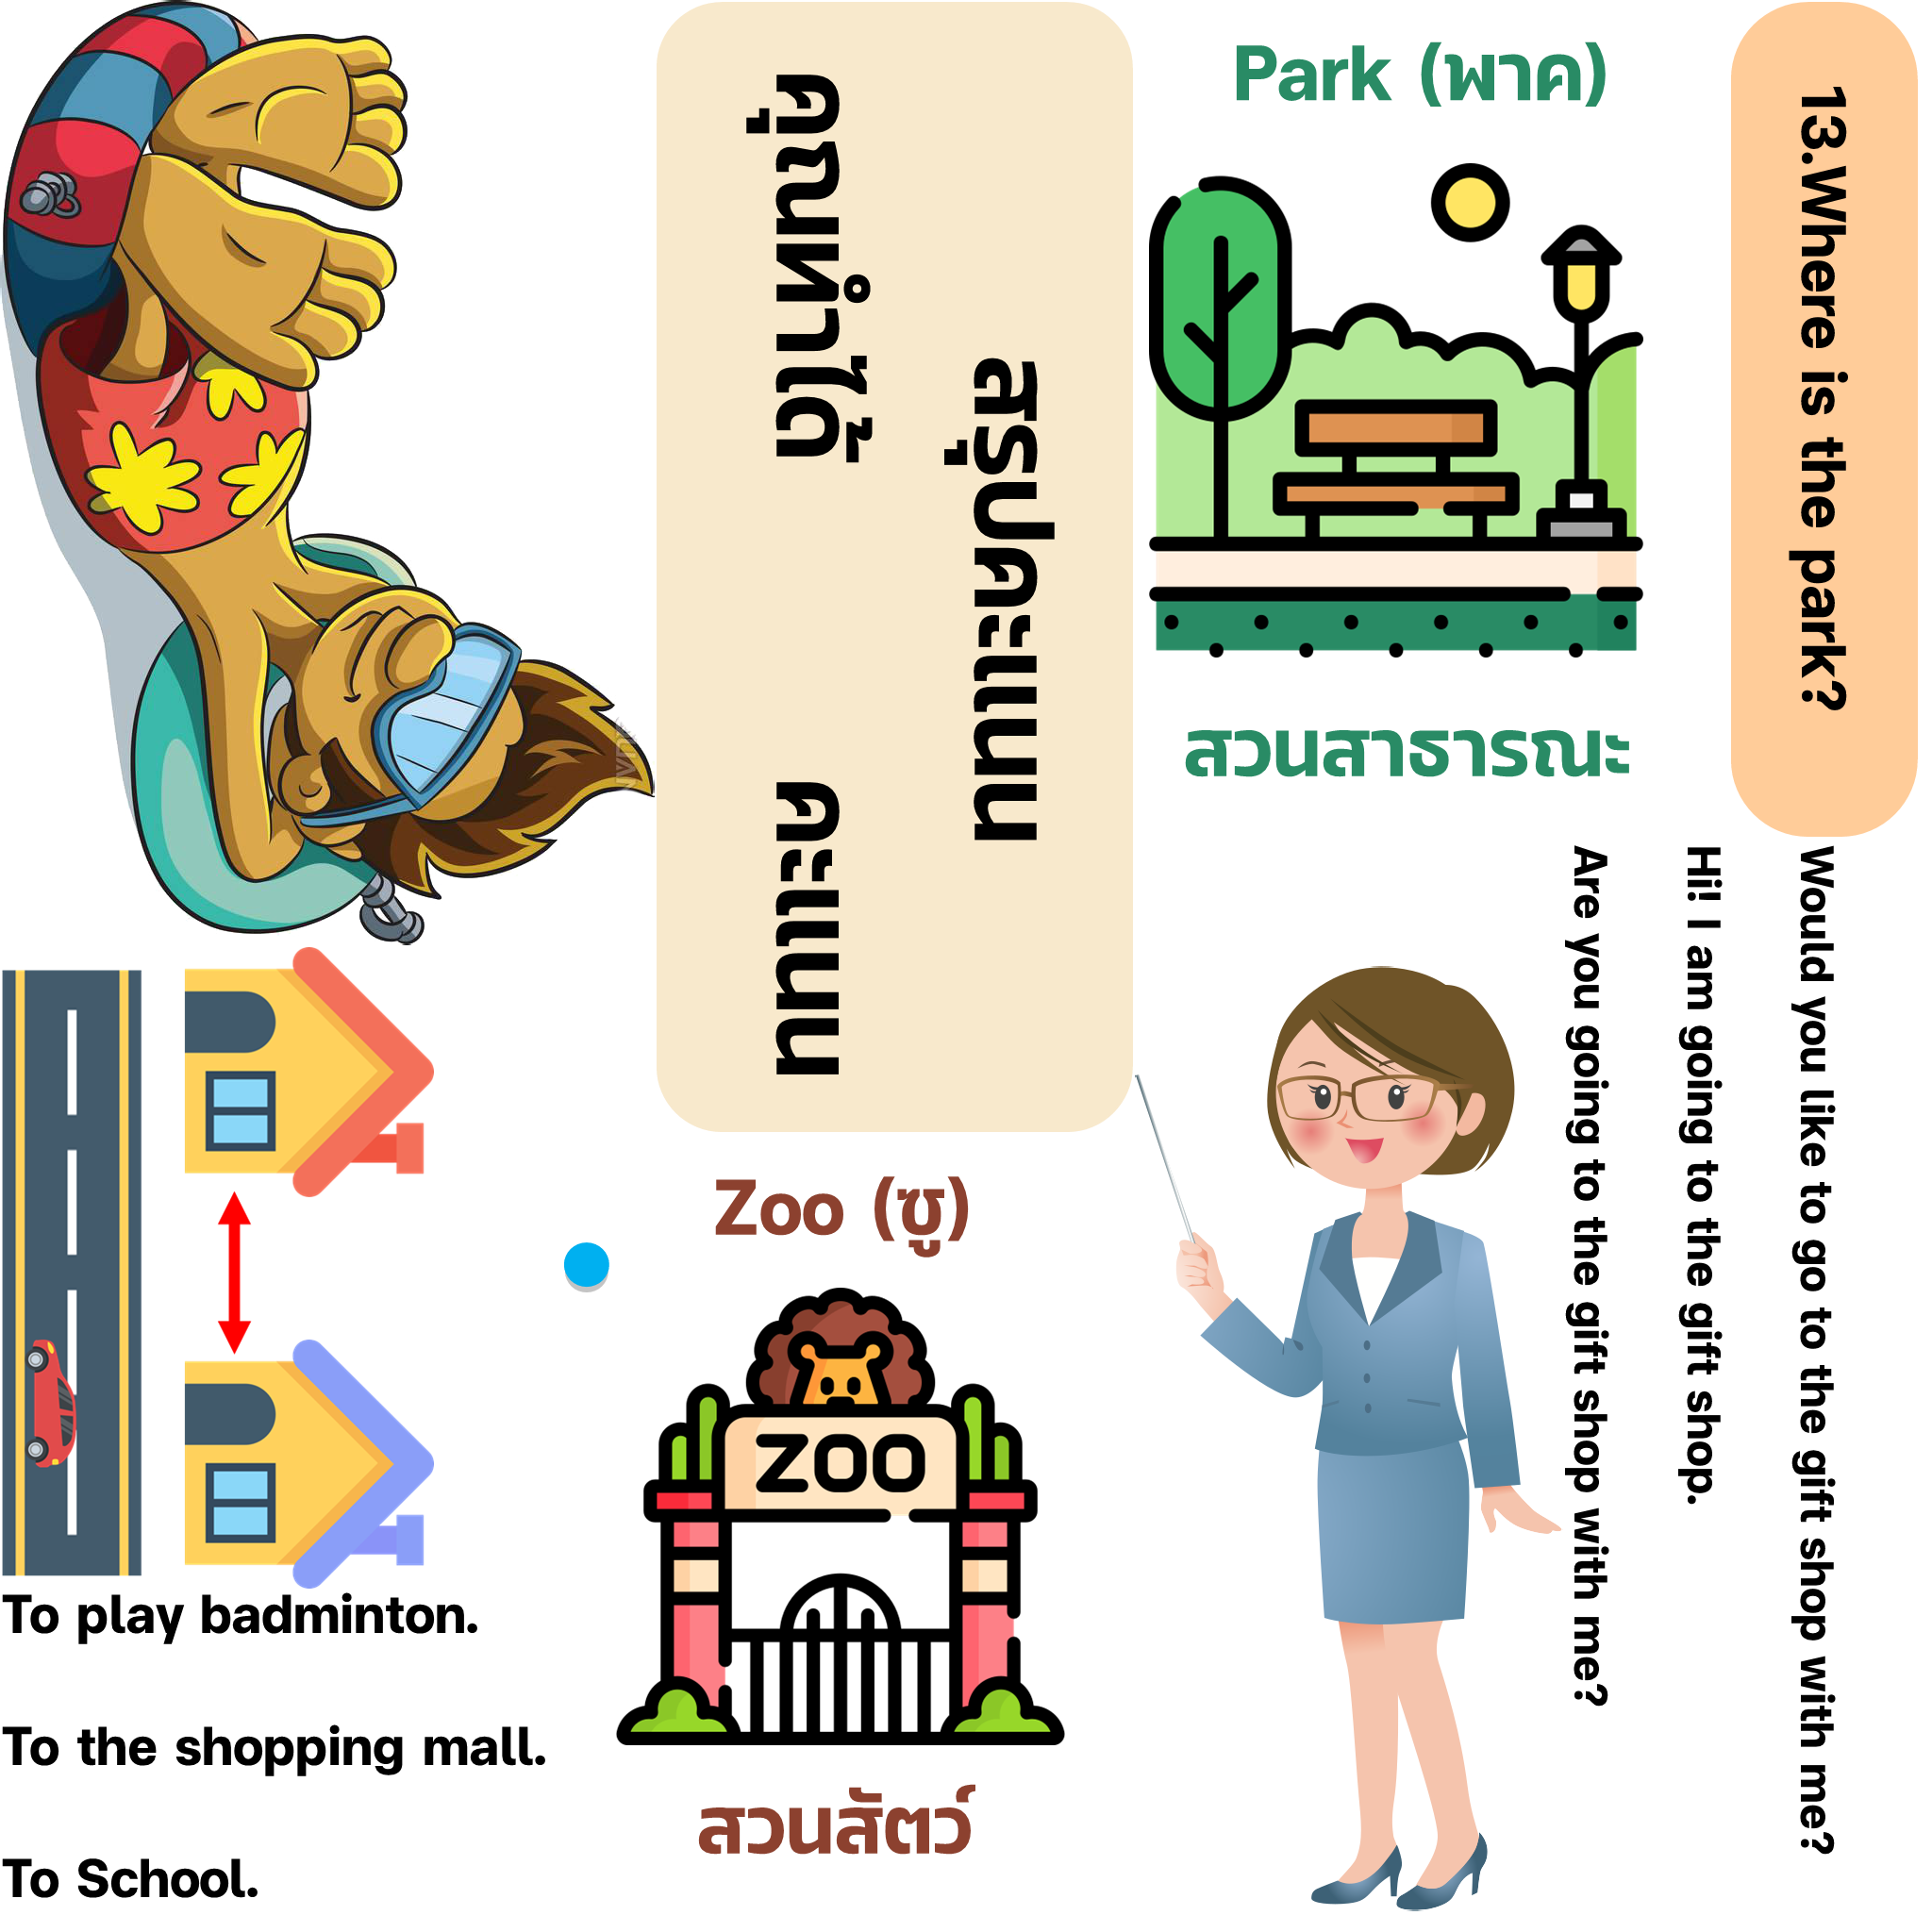 สรุปคะแนน
คุณทำได้ คะแนน
Park (พาค)
สวนสาธารณะ
13.Where is the park?
Would you like to go to the gift shop with me?
Hi! I am going to the gift shop.
Are you going to the gift shop with me?
Zoo (ซู)
ZOO
สวนสัตว์
To play badminton.
To the shopping mall.
To School.